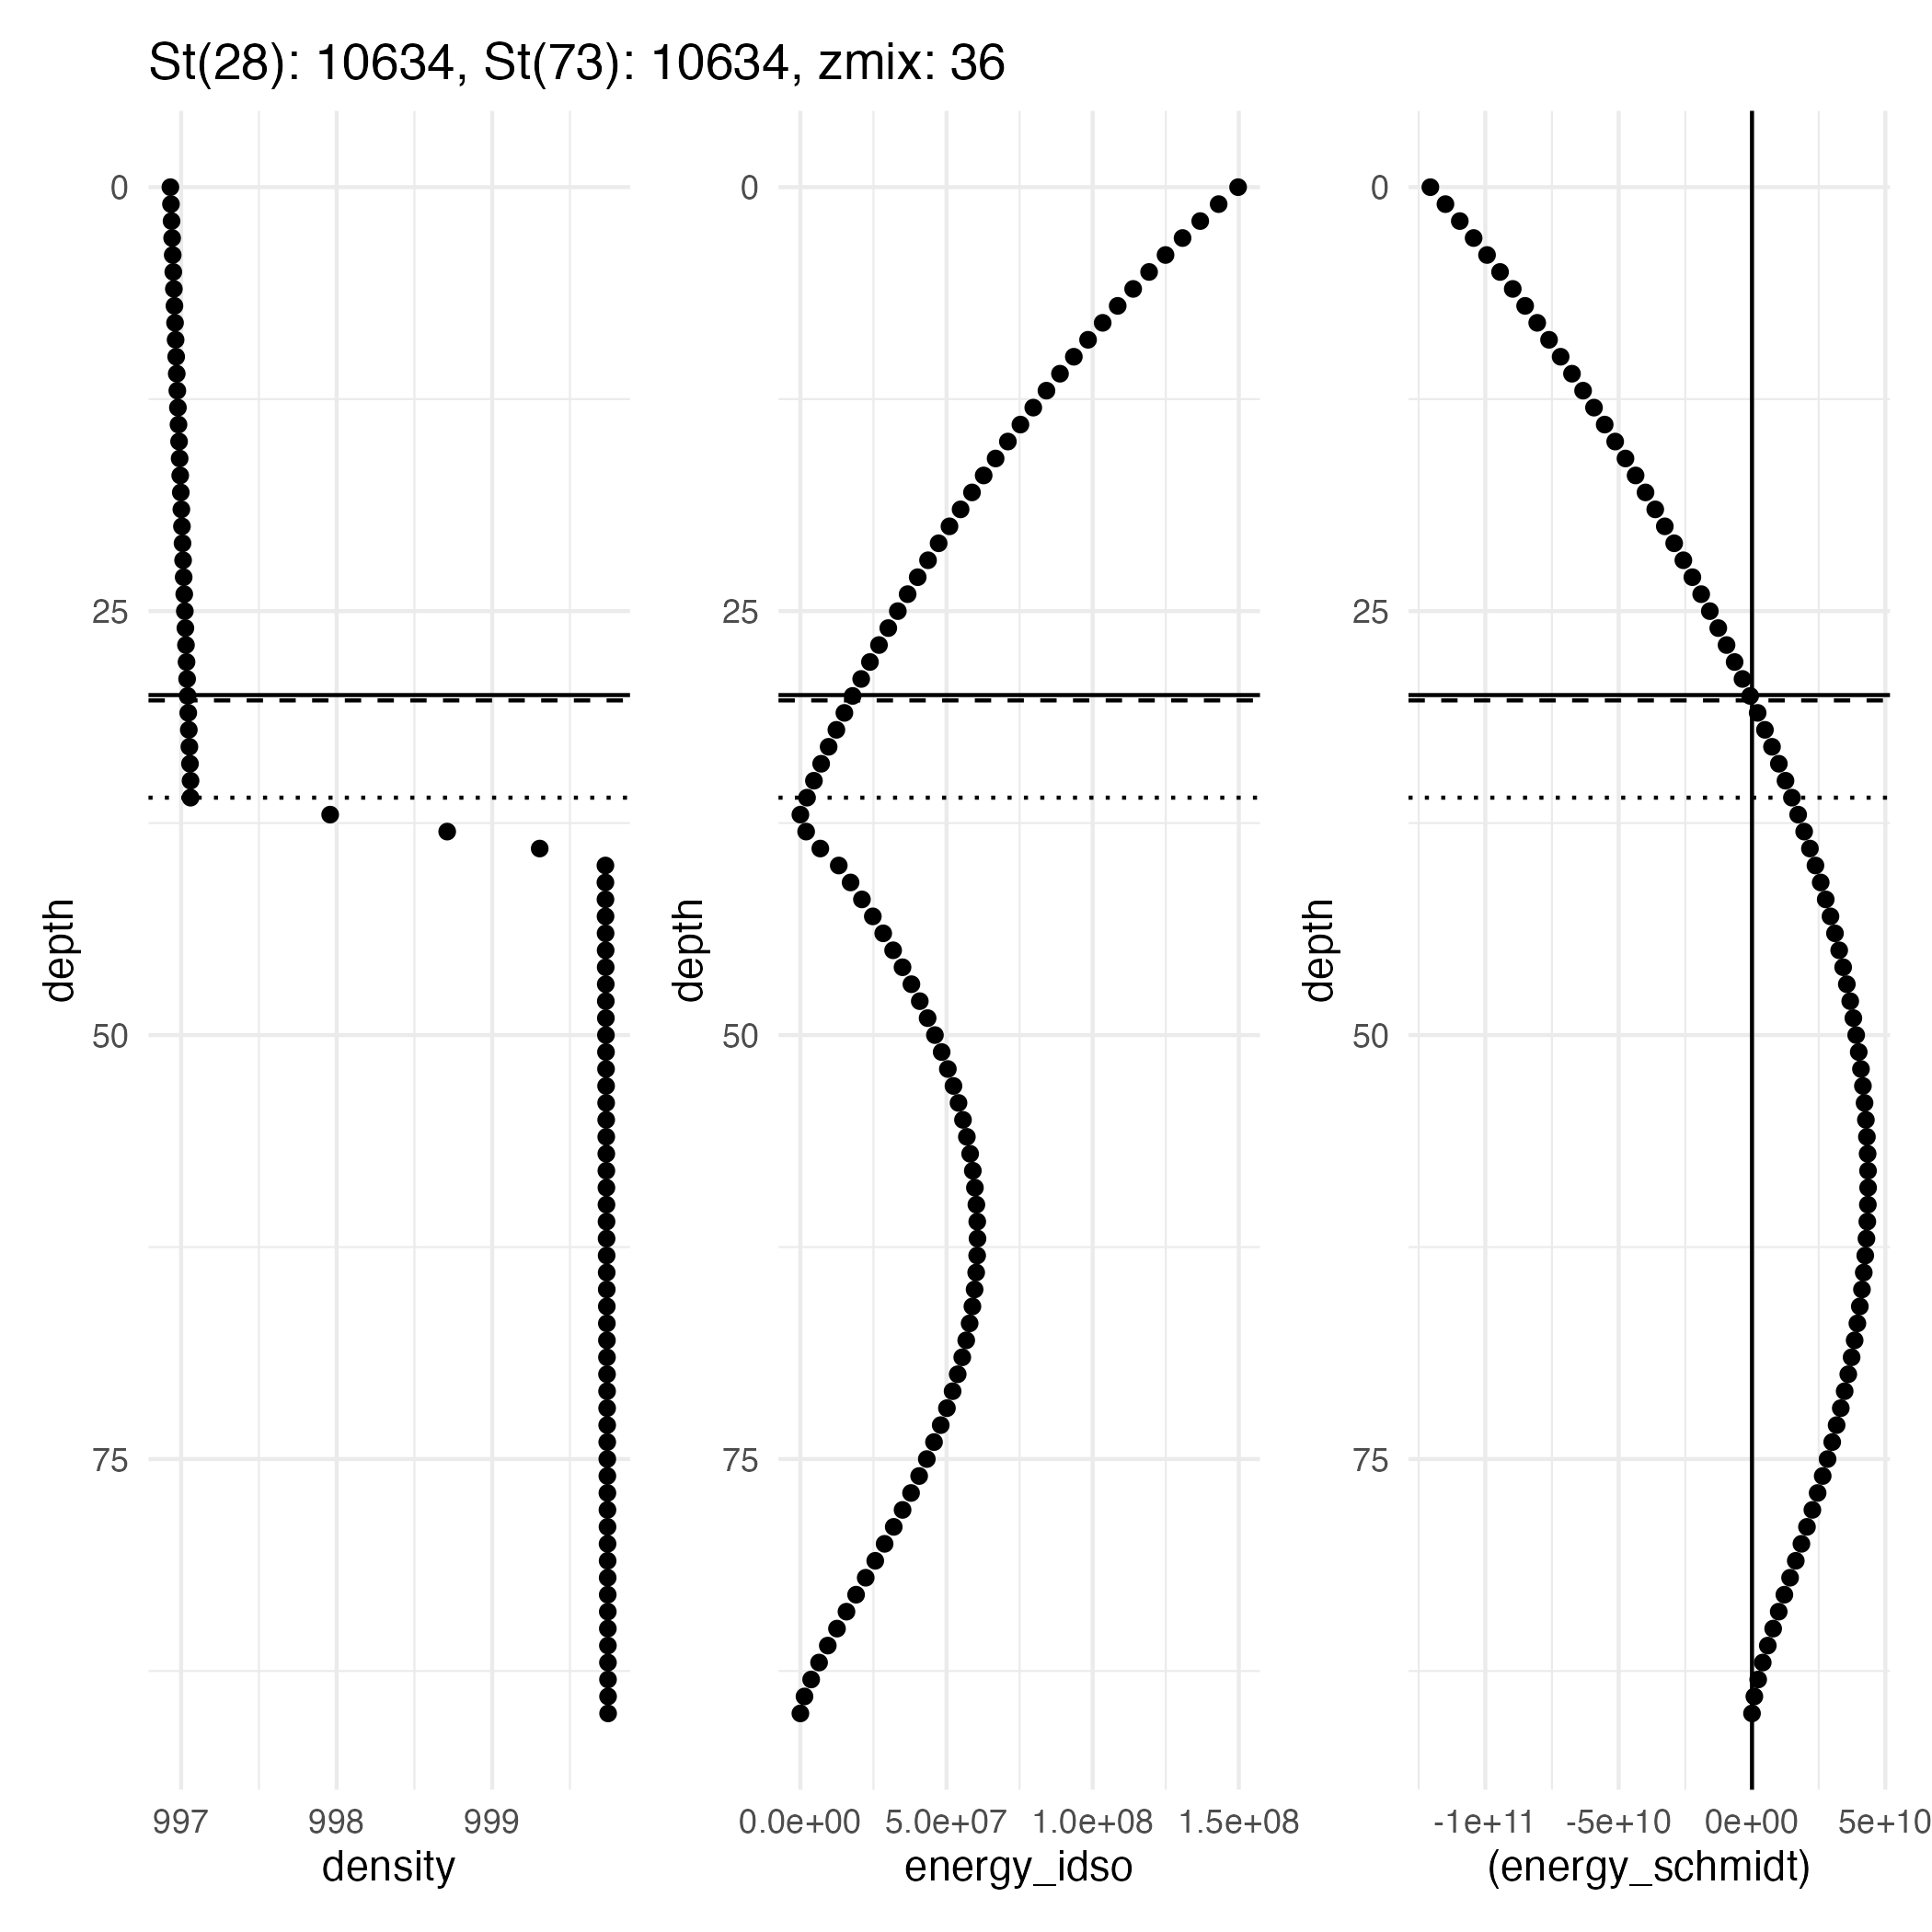 St(28): 10634, St(73): 10634, zmix: 36
0
25
50
75
depth
997 998 999
density
0
25
50
75
depth
0.0e+00 5.0e+07 1.0e+08 1.5e+08
energy_idso
0
25
50
75
depth
-1e+11 -5e+10 0e+00 5e+10
(energy_schmidt)